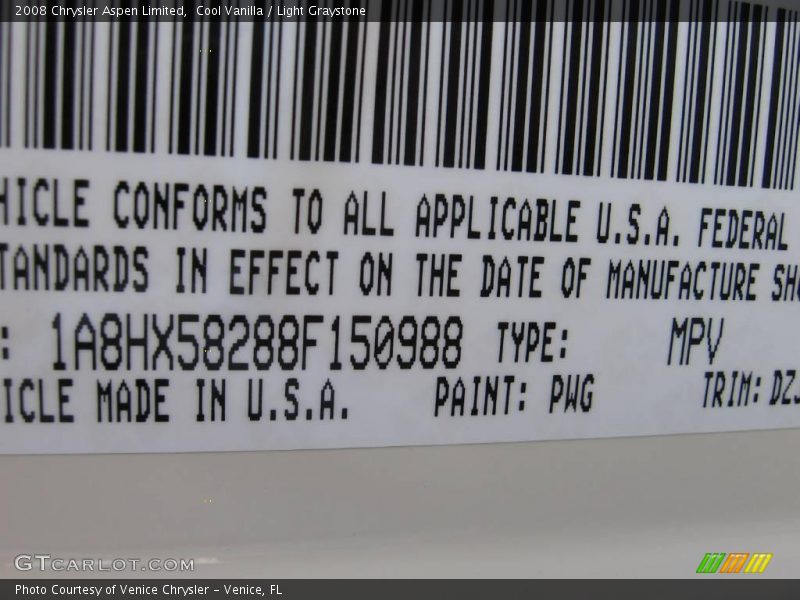 2008 Chrysler Aspen Limited, Cool Vanilla / Light Graystone
HICLE CONFORMS TO ALL APPLICABLE U.S.A. FEDERAL
TANDARDS IN EFFECT ON THE DATE OF MANUFACTURE SHO
: 1A8HX58288F150988 TYPE: MPV
ICLE MADE IN U.S.A. PAINT: PWG TRIM: DZJ
GTCARLOT.COM
Photo Courtesy of Venice Chrysler - Venice, FL